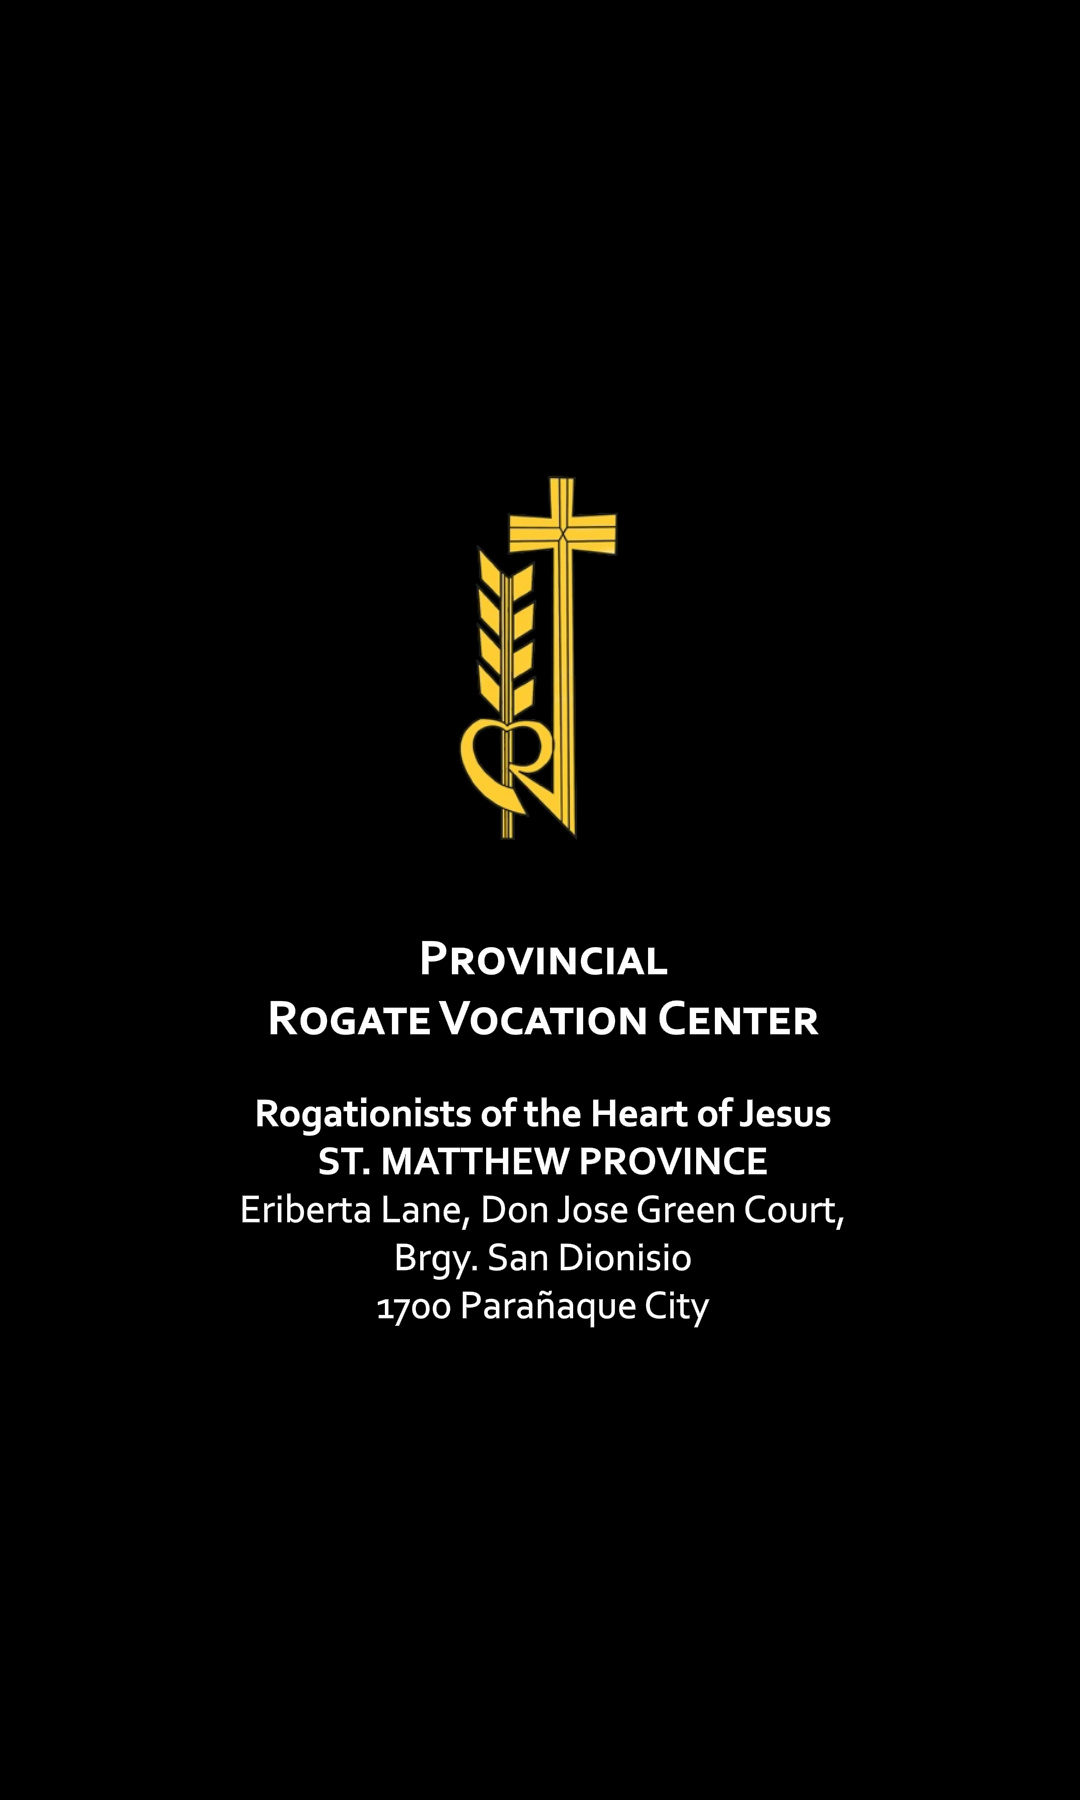 Provincial
Rogate Vocation Center
Rogationists of the Heart of Jesus
ST. MATTHEW PROVINCE
Eriberta Lane, Don Jose Green Court,
Brgy. San Dionisio
1700 Parañaque City